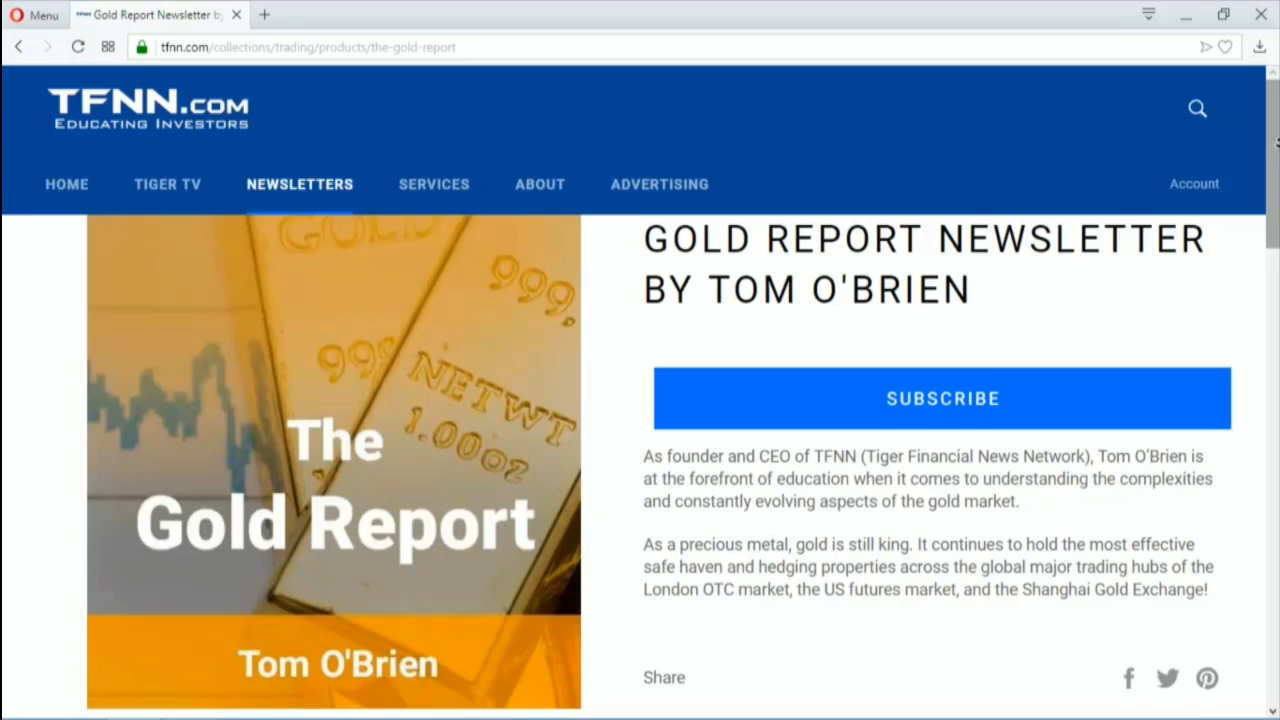 Menu
TFNN Gold Report Newsletter by
tfnn.com/collections/trading/products/the-gold-report
TFNN.COM
EDUCATING INVESTORS
HOME TIGER TV NEWSLETTERS SERVICES ABOUT ADVERTISING Account
GOLD
999,
999
NETWT
1.00OZ
The
Gold Report
Tom O'Brien
GOLD REPORT NEWSLETTER
BY TOM O'BRIEN
SUBSCRIBE
As founder and CEO of TFNN (Tiger Financial News Network), Tom O'Brien is
at the forefront of education when it comes to understanding the complexities
and constantly evolving aspects of the gold market.
As a precious metal, gold is still king. It continues to hold the most effective
safe haven and hedging properties across the global major trading hubs of the
London OTC market, the US futures market, and the Shanghai Gold Exchange!
Share